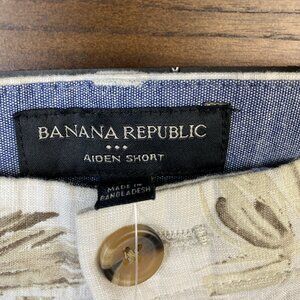 BANANA REPUBLIC
AIDEN SHORT
MADE IN
BANGLADESH